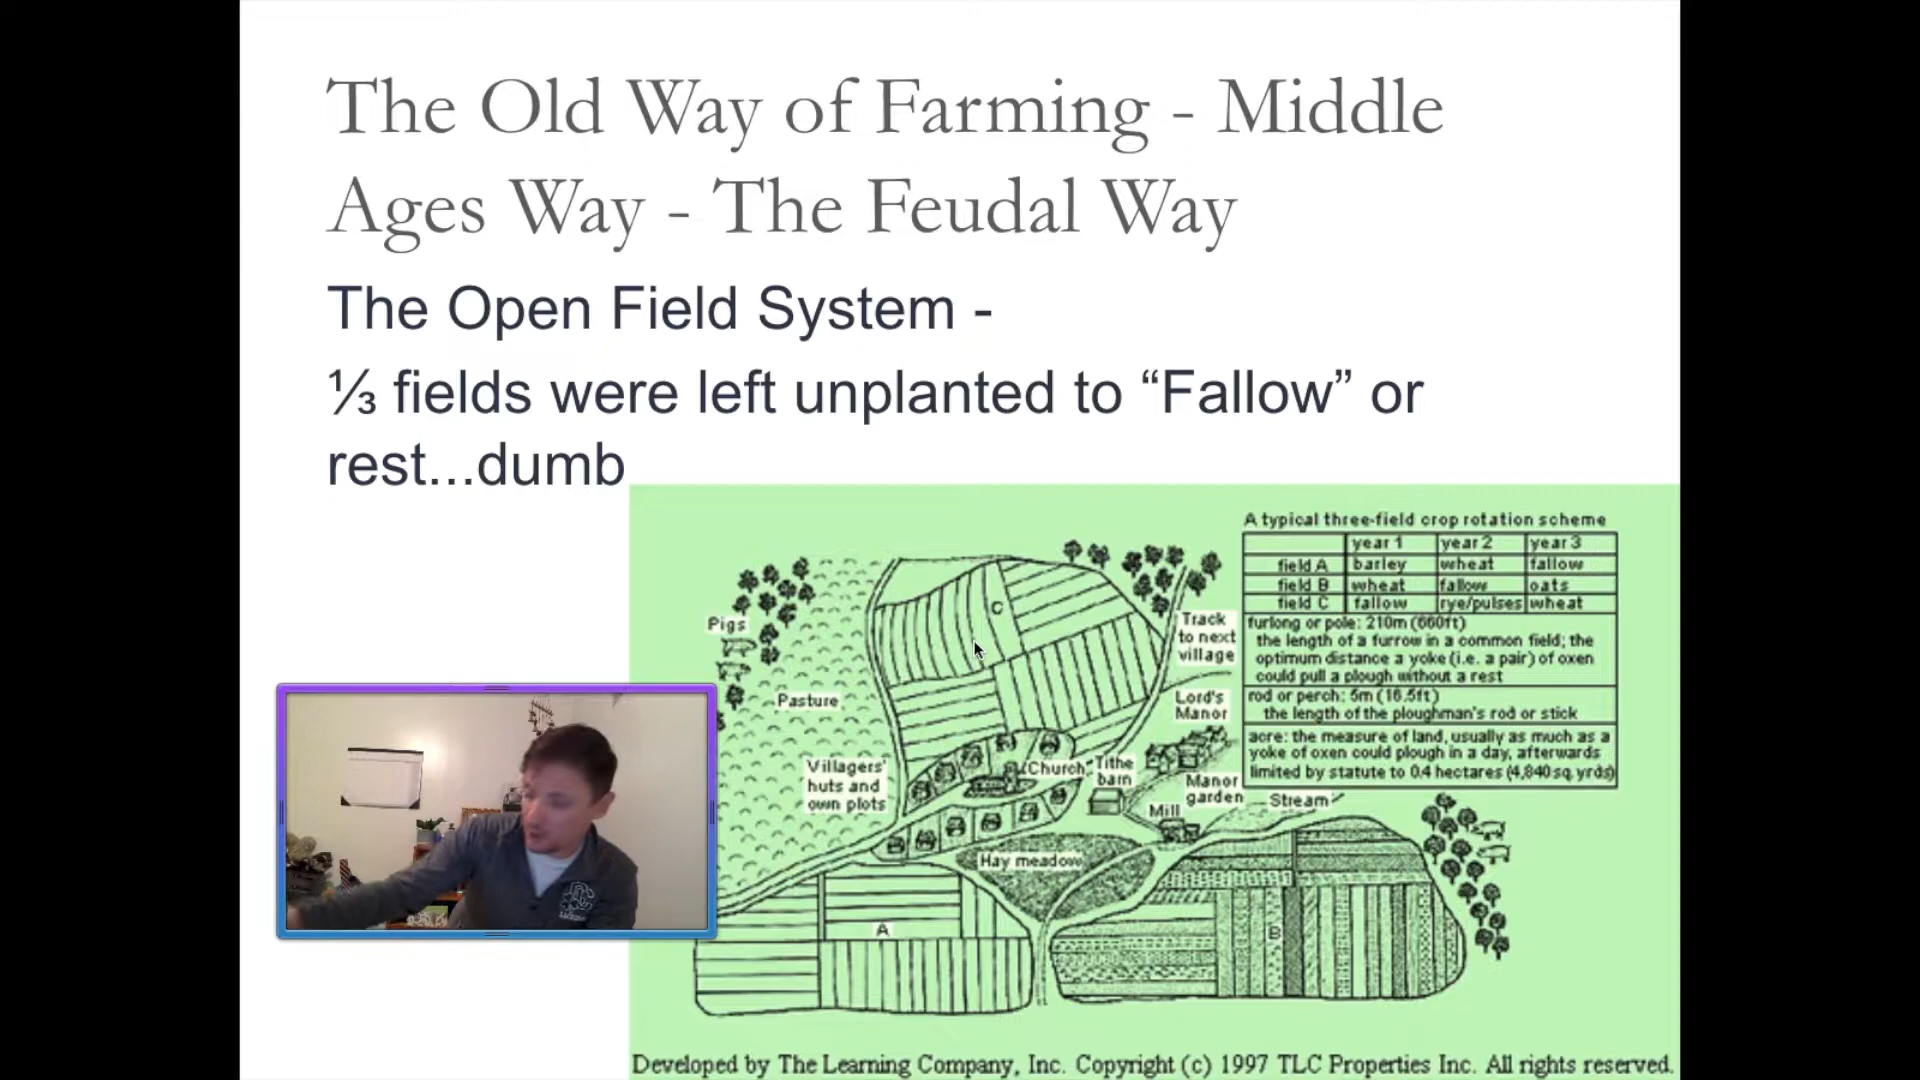 The Old Way of Farming - Middle
Ages Way - The Feudal Way
The Open Field System -
⅓ fields were left unplanted to “Fallow” or
rest...dumb
A typical three-field crop rotation scheme
year 1 year 2 year 3
field A barley wheat fallow
field B wheat fallow oats
field C fallow rye/pulses wheat
furlong or pole: 210m (660ft)
the length of a furrow in a common field; the
optimum distance a yoke (i.e. a pair) of oxen
could pull a plough without a rest
rod or perch: 5m (16.5ft)
the length of the ploughman's rod or stick
acre: the measure of land, usually as much as a
yoke of oxen could plough in a day, afterwards
limited by statute to 0.4 hectares (4,840 sq. yrds)
C
Pigs
Track
to next
village
Pasture
Lord's
Manor
Villagers'
huts and
own plots
Church
Tithe
barn
Manor
garden
Stream
Mill
Hay meadow
A
B
Developed by The Learning Company, Inc. Copyright (c) 1997 TLC Properties Inc. All rights reserved.